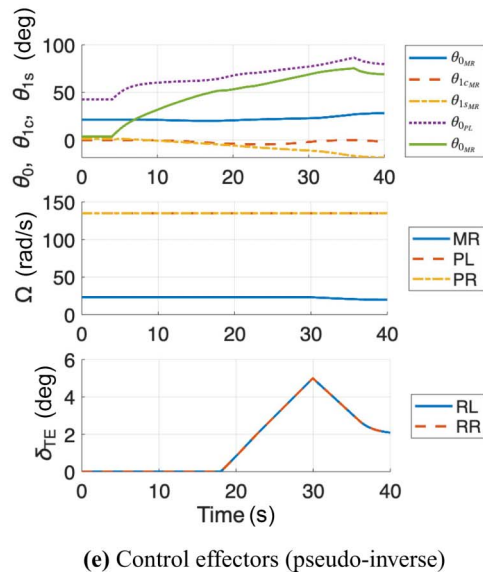 θ₀, θ₁c, θ₁s (deg)
100
50
0
0 10 20 30 40
θ₀MR
θ₁cMR
θ₁sMR
θ₀PL
θ₀MR
Ω (rad/s)
150
100
50
0
0 10 20 30 40
MR
PL
PR
δTE (deg)
6
4
2
0
0 10 20 30 40
Time (s)
RL
RR
(e) Control effectors (pseudo-inverse)